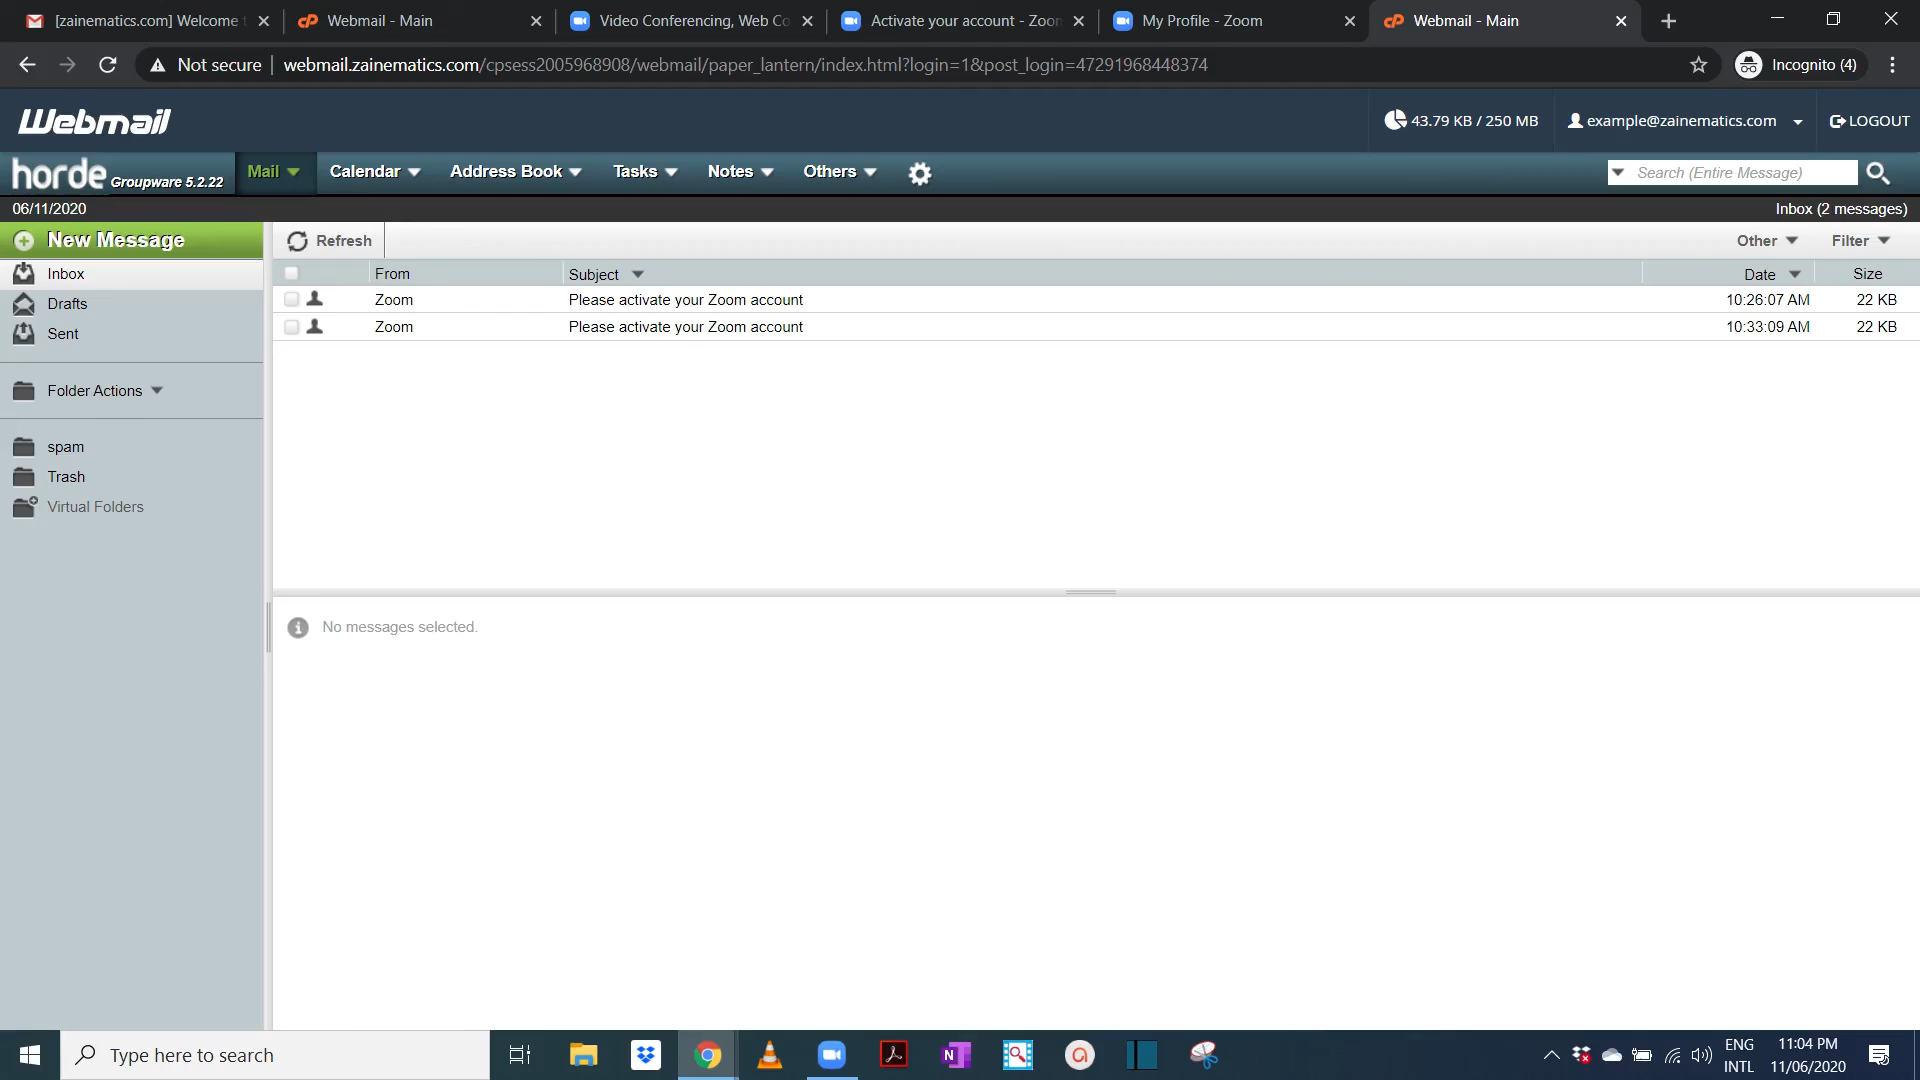 [zainematics.com] Welcome t
Webmail - Main
Video Conferencing, Web Co
Activate your account - Zoom
My Profile - Zoom
Webmail - Main
Not secure
webmail.zainematics.com/cpsess2005968908/webmail/paper_lantern/index.html?login=1&post_login=47291968448374
Incognito (4)
Webmail
43.79 KB / 250 MB
example@zainematics.com
LOGOUT
horde Groupware 5.2.22
Mail
Calendar
Address Book
Tasks
Notes
Others
Search (Entire Message)
06/11/2020
Inbox (2 messages)
New Message
Refresh
Other
Filter
Inbox
Drafts
Sent
Folder Actions
spam
Trash
Virtual Folders
From Subject Date Size
Zoom Please activate your Zoom account 10:26:07 AM 22 KB
Zoom Please activate your Zoom account 10:33:09 AM 22 KB
No messages selected.
Type here to search
ENG
INTL
11:04 PM
11/06/2020